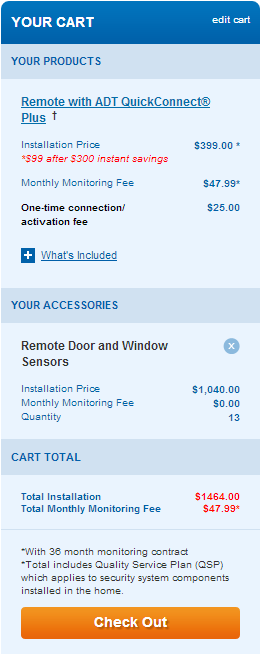 YOUR CART edit cart
YOUR PRODUCTS
Remote with ADT QuickConnect®
Plus †
Installation Price $399.00 *
*$99 after $300 instant savings
Monthly Monitoring Fee $47.99*
One-time connection/ $25.00
activation fee
What's Included
YOUR ACCESSORIES
Remote Door and Window
Sensors
Installation Price $1,040.00
Monthly Monitoring Fee $0.00
Quantity 13
CART TOTAL
Total Installation $1464.00
Total Monthly Monitoring Fee $47.99*
*With 36 month monitoring contract
*Total includes Quality Service Plan (QSP)
which applies to security system components
installed in the home.
Check Out